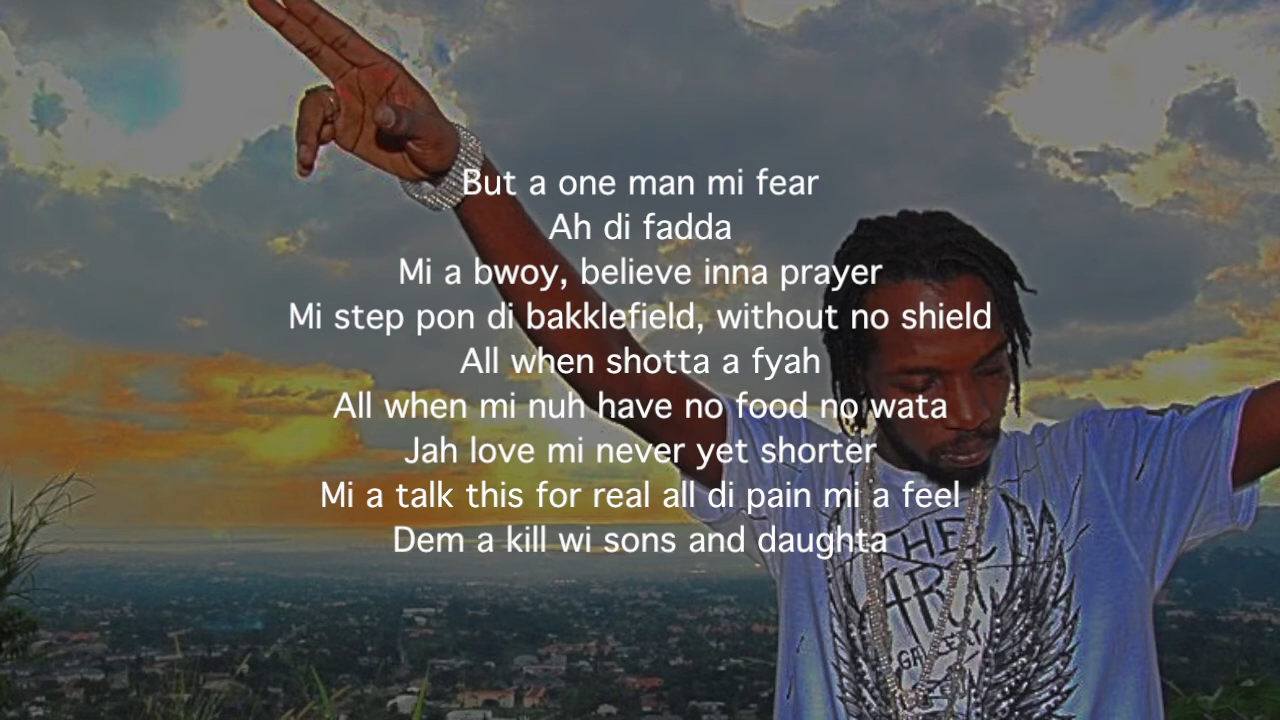 But a one man mi fear
Ah di fadda
Mi a bwoy, believe inna prayer
Mi step pon di bakklefield, without no shield
All when shotta a fyah
All when mi nuh have no food no wata
Jah love mi never yet shorter
Mi a talk this for real all di pain mi a feel
Dem a kill wi sons and daughta